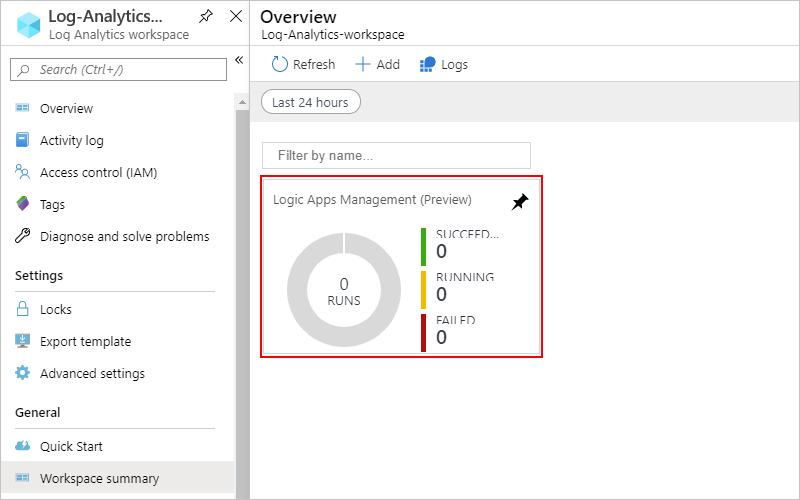 Log-Analytics...
Log Analytics workspace
Search (Ctrl+/)
Overview
Activity log
Access control (IAM)
Tags
Diagnose and solve problems
Settings
Locks
Export template
Advanced settings
General
Quick Start
Workspace summary
Overview
Log-Analytics-workspace
Refresh
Add
Logs
Last 24 hours
Filter by name...
Logic Apps Management (Preview)
0
RUNS
SUCCEED...
0
RUNNING
0
FAILED
0